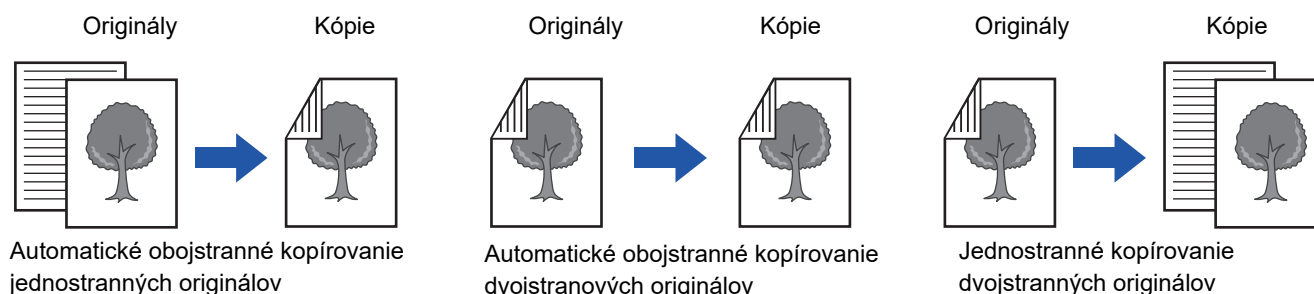 Originály Kópie Originály Kópie Originály Kópie
Automatické obojstranné kopírovanie
jednostranných originálov
Automatické obojstranné kopírovanie
dvojstranových originálov
Jednostranné kopírovanie
dvojstranných originálov